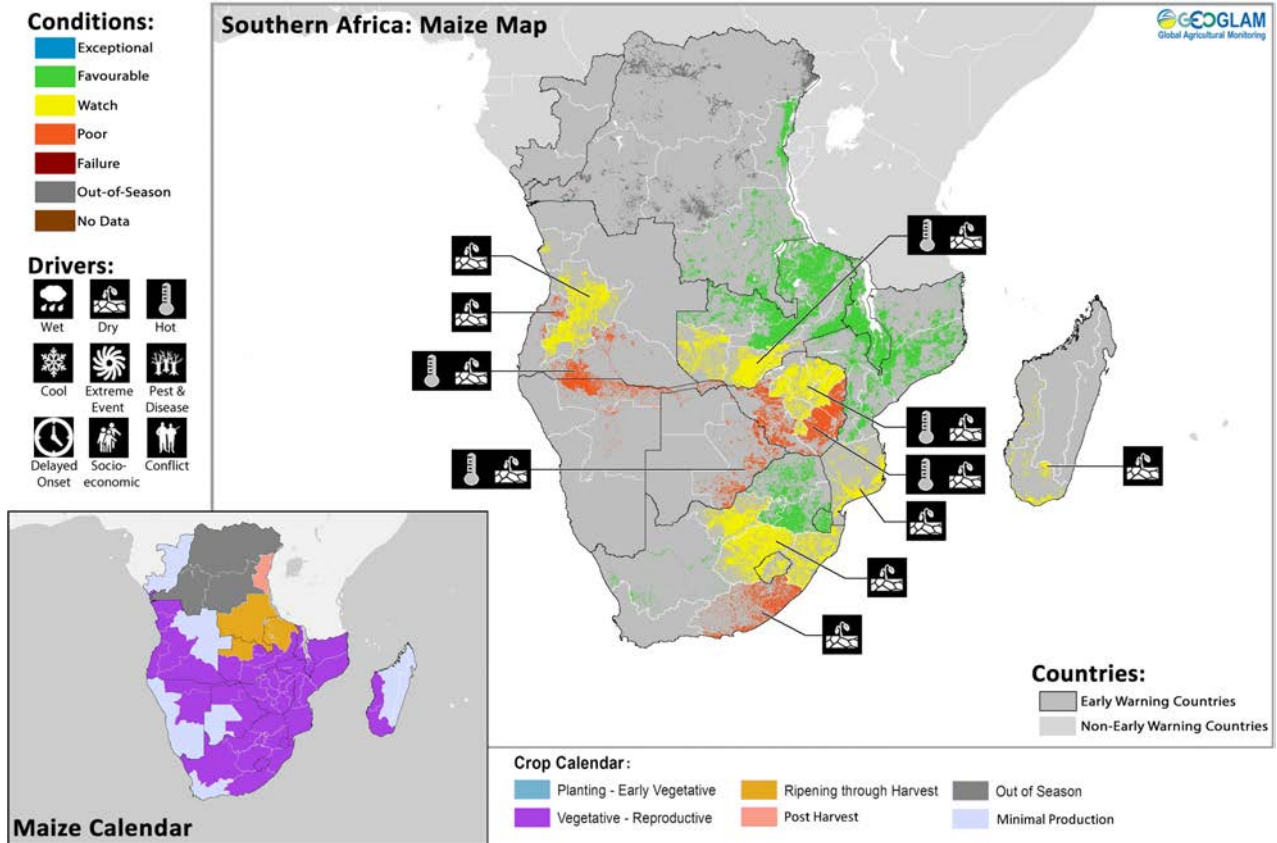 Conditions:
Exceptional
Favourable
Watch
Poor
Failure
Out-of-Season
No Data
Drivers:
Wet
Dry
Hot
Cool
Extreme
Event
Pest &
Disease
Delayed
Onset
Socio-
economic
Conflict
Southern Africa: Maize Map
GEOGLAM
Global Agricultural Monitoring
Countries:
Early Warning Countries
Non-Early Warning Countries
Maize Calendar
Crop Calendar:
Planting - Early Vegetative
Vegetative - Reproductive
Ripening through Harvest
Post Harvest
Out of Season
Minimal Production